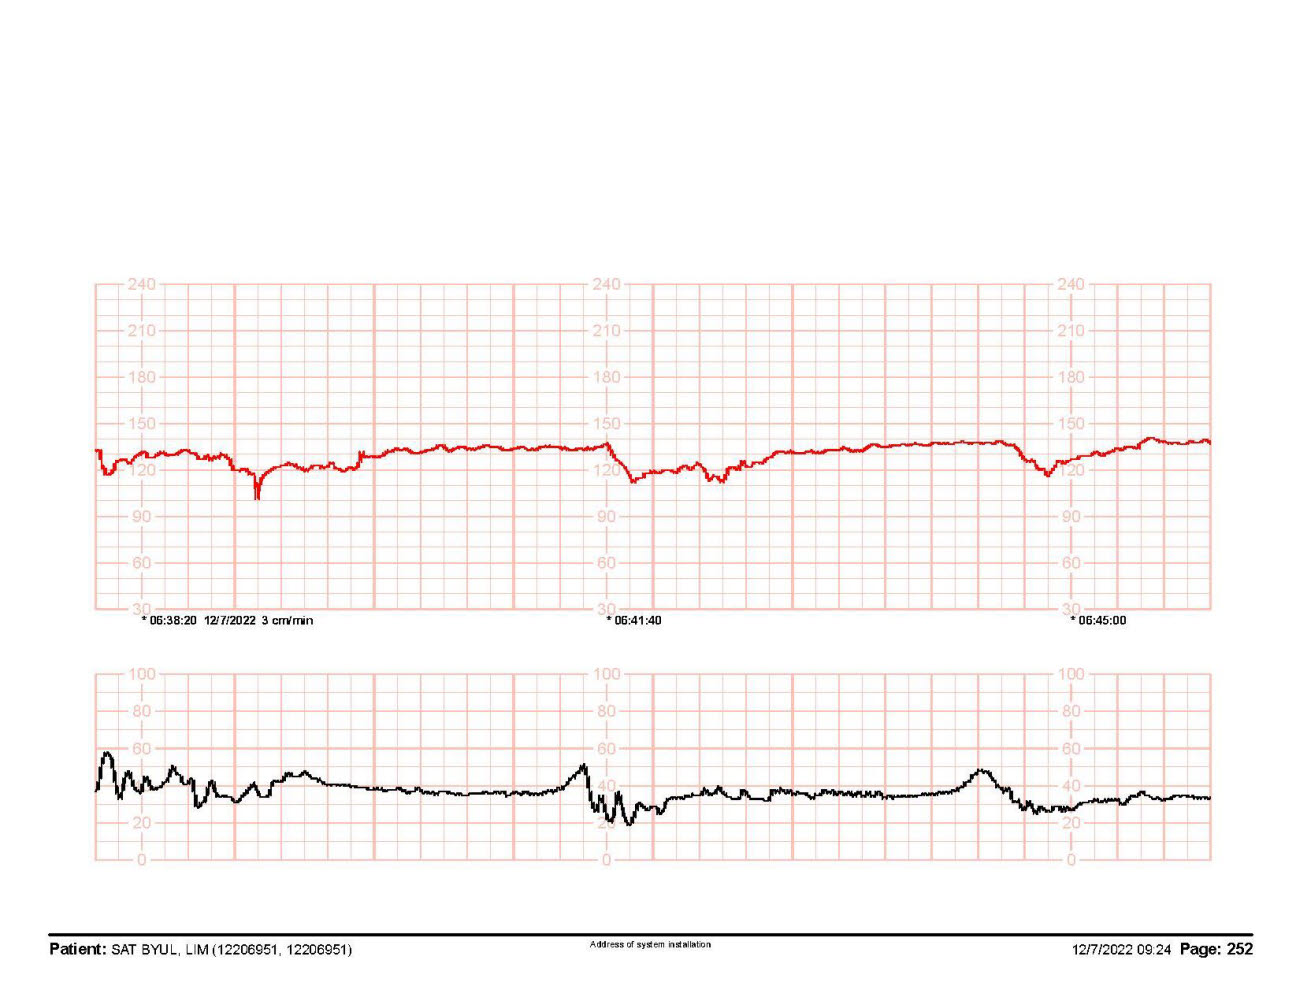 240 240 240
210 210 210
180 180 180
150 150 150
120 120 120
90 90 90
60 60 60
30 30 30
* 06:38:20 12/7/2022 3 cm/min * 06:41:40 * 06:45:00
100 100 100
80 80 80
60 60 60
40 40 40
20 20 20
0 0 0
Patient: SAT BYUL, LIM (12206951, 12206951) Address of system installation 12/7/2022 09:24 Page: 252